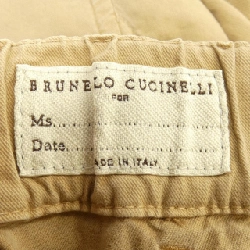 BRUNELLO CUCINELLI
FOR
Ms.
Date
MADE IN ITALY